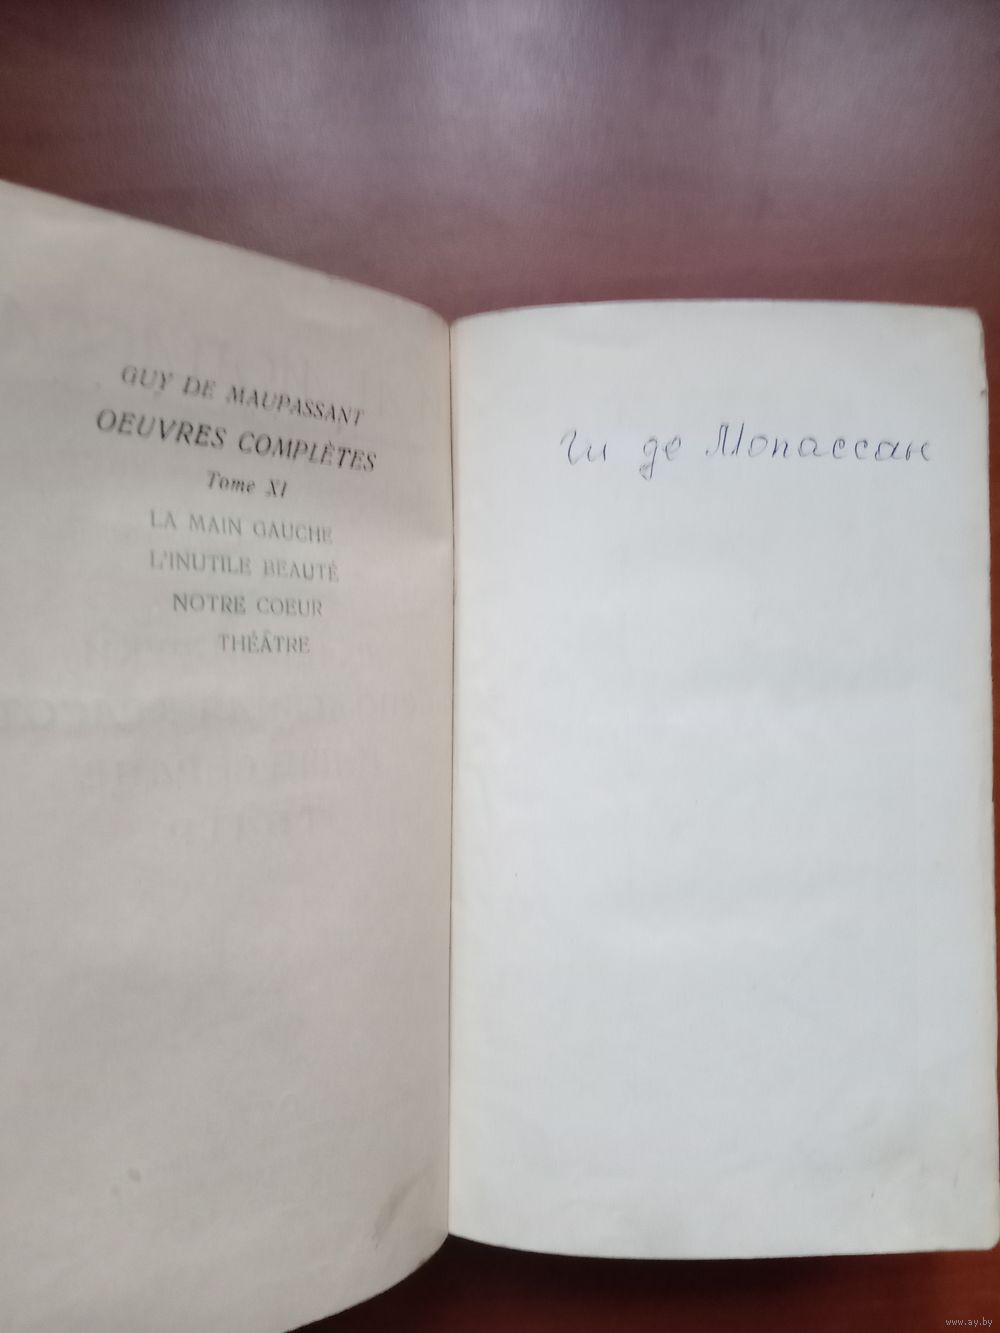 GUY DE MAUPASSANT
OEUVRES COMPLÈTES
Tome XI
LA MAIN GAUCHE
L'INUTILE BEAUTÉ
NOTRE COEUR
THÉÂTRE
Ги де Мопассан
www.ay.by